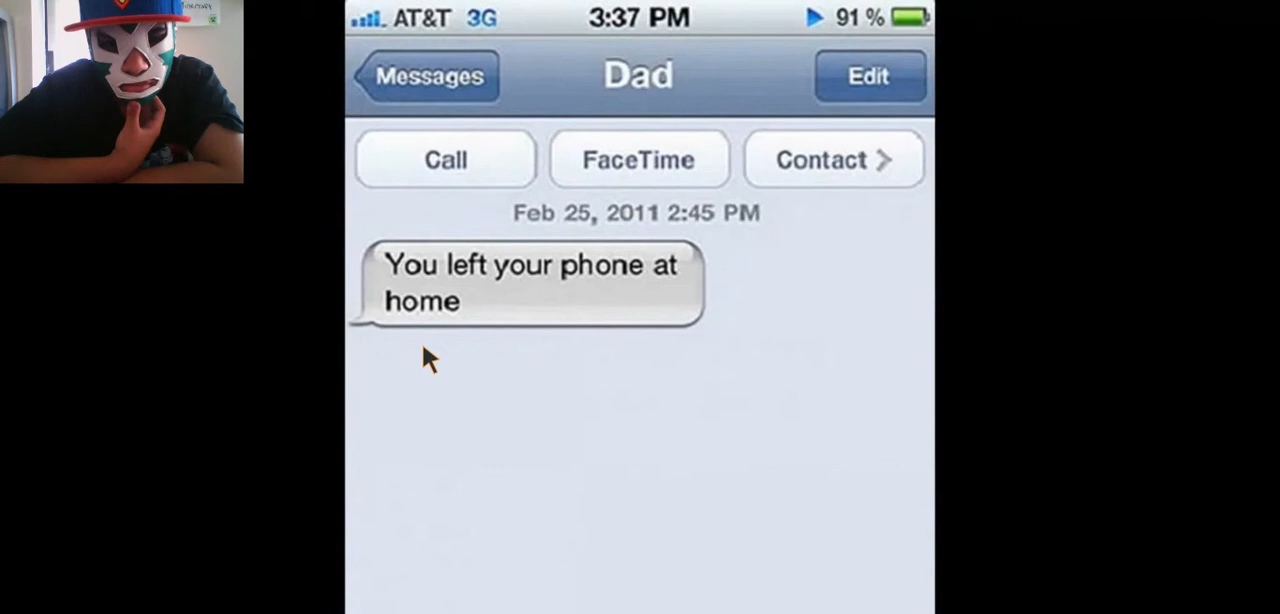 AT&T 3G 3:37 PM 91 %
Messages Dad Edit
Call FaceTime Contact
Feb 25, 2011 2:45 PM
You left your phone at
home